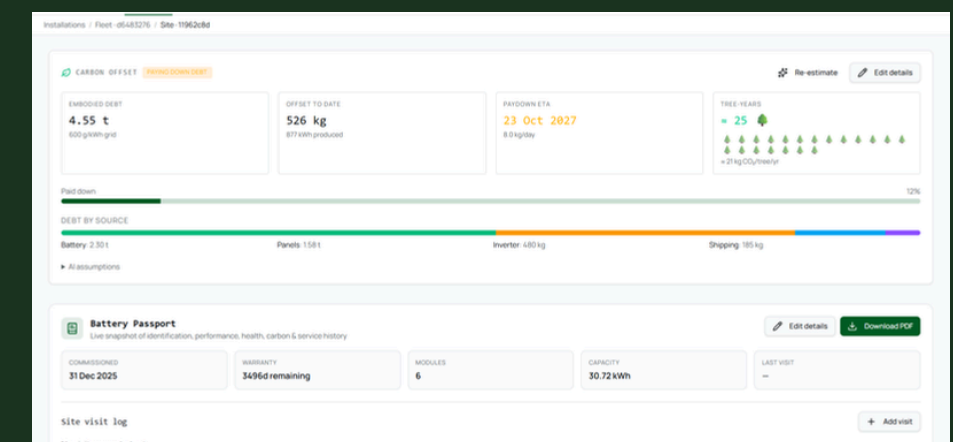 Installations / Fleet-d6483276 / Site-11962c8d
CARBON OFFSET PAYING DOWN DEBT
Re-estimate
Edit details
EMBODIED DEBT
4.55 t
600 g/kWh grid
OFFSET TO DATE
526 kg
877 kWh produced
PAYDOWN ETA
23 Oct 2027
8.0 kg/day
TREE-YEARS
≈ 25
≈ 21 kg CO₂/tree/yr
Paid down 12%
DEBT BY SOURCE
Battery 2.30 t
Panels 1.58 t
Inverter 480 kg
Shipping 185 kg
AI assumptions
Battery Passport
Live snapshot of identification, performance, health, carbon & service history
Edit details
Download PDF
COMMISSIONED
31 Dec 2025
WARRANTY
3496d remaining
MODULES
6
CAPACITY
30.72 kWh
LAST VISIT
—
Site visit log
Add visit